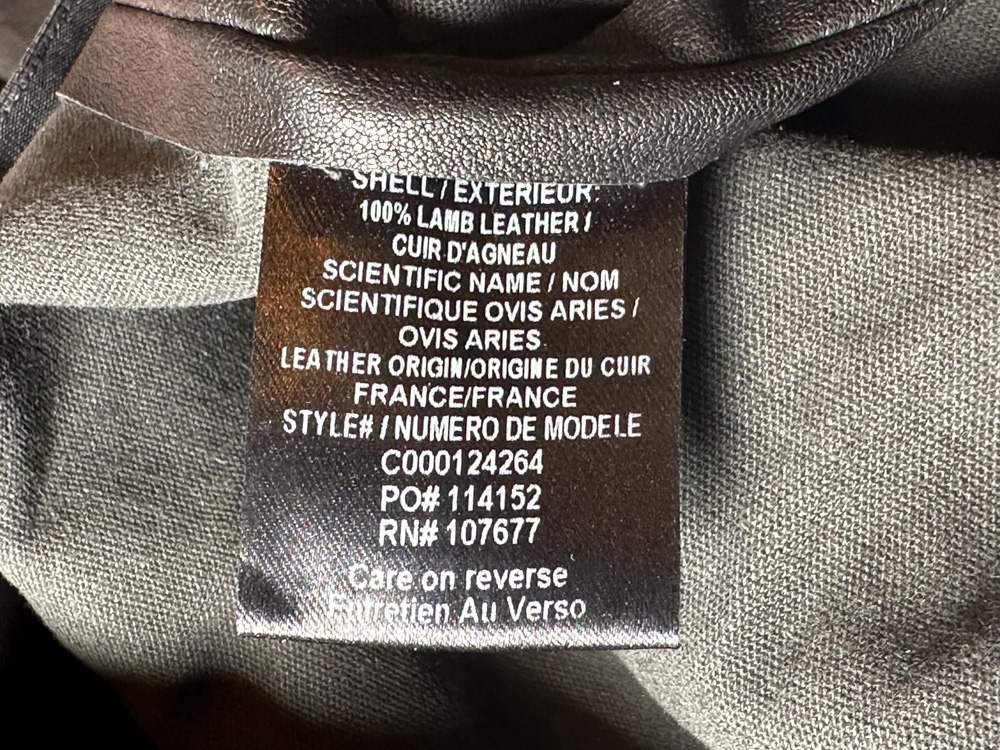 SHELL / EXTERIEUR:
100% LAMB LEATHER /
CUIR D'AGNEAU
SCIENTIFIC NAME / NOM
SCIENTIFIQUE OVIS ARIES /
OVIS ARIES
LEATHER ORIGIN/ORIGINE DU CUIR
FRANCE/FRANCE
STYLE# / NUMERO DE MODELE
C000124264
PO# 114152
RN# 107677
Care on reverse
Entretien Au Verso